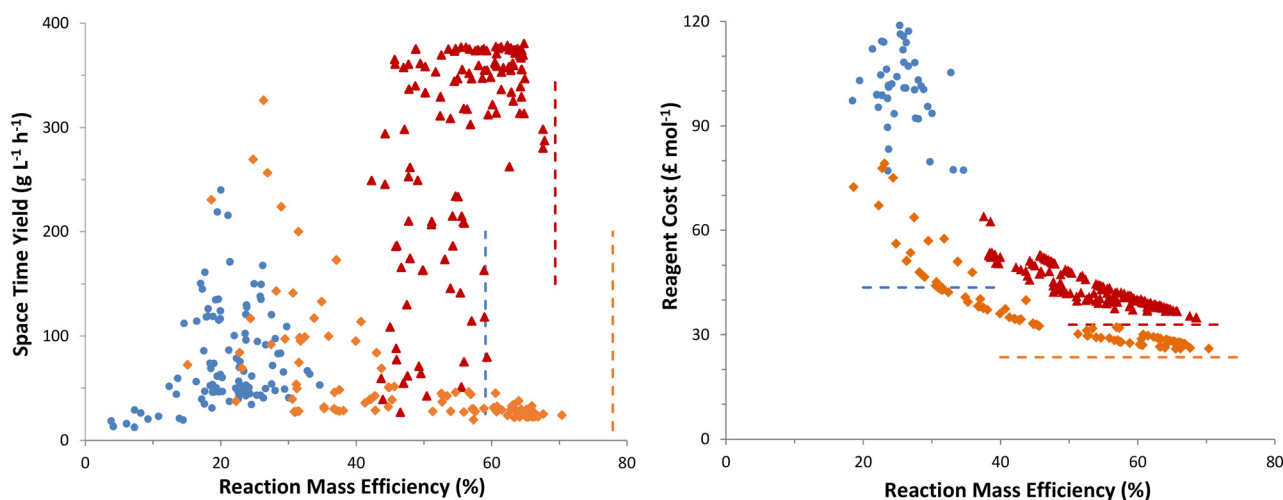 400
300
200
100
0
Space Time Yield (g L⁻¹ h⁻¹)
0 20 40 60 80
Reaction Mass Efficiency (%)
120
90
60
30
0
Reagent Cost (£ mol⁻¹)
0 20 40 60 80
Reaction Mass Efficiency (%)